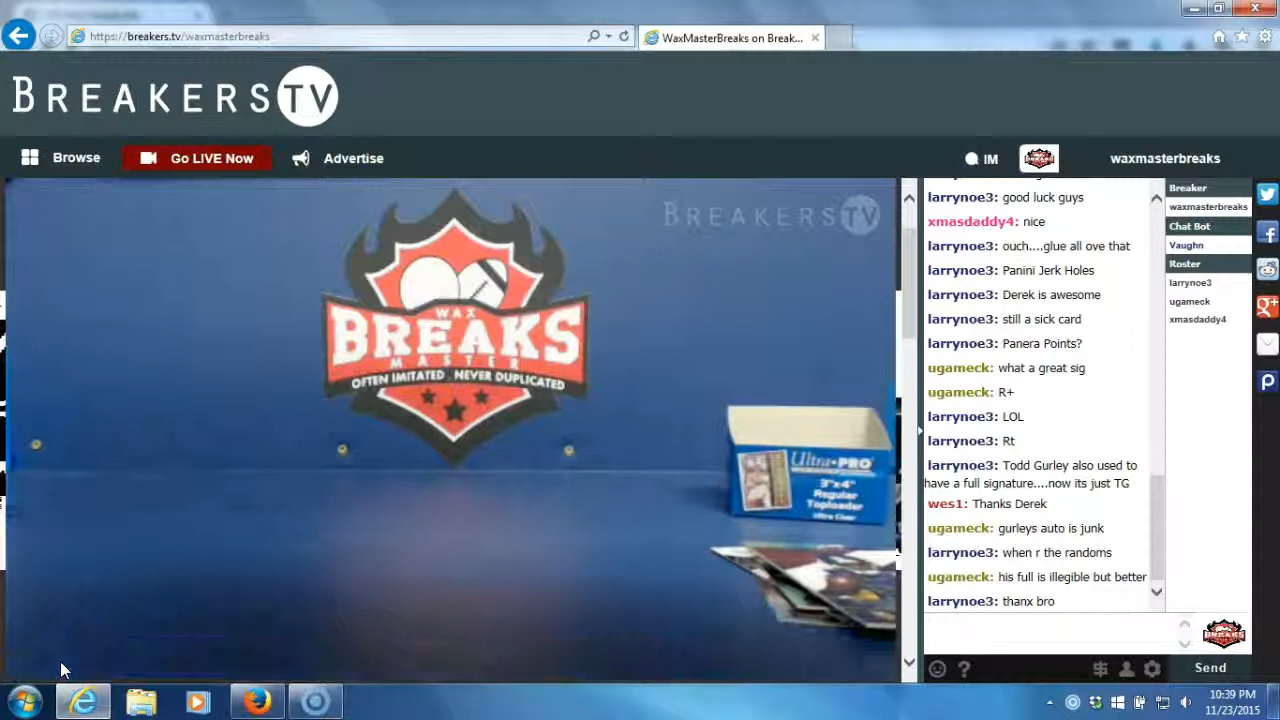 https://breakers.tv/waxmasterbreaks
WaxMasterBreaks on Break...
BREAKERS TV
Browse
Go LIVE Now
Advertise
IM
waxmasterbreaks
BREAKERS TV
WAX
BREAKS
MASTER
OFTEN IMITATED NEVER DUPLICATED
Ultra·PRO
3"x4"
Regular
Toploader
Ultra Clear
larrynoe3: good luck guys
xmasdaddy4: nice
larrynoe3: ouch....glue all ove that
larrynoe3: Panini Jerk Holes
larrynoe3: Derek is awesome
larrynoe3: still a sick card
larrynoe3: Panera Points?
ugameck: what a great sig
ugameck: R+
larrynoe3: LOL
larrynoe3: Rt
larrynoe3: Todd Gurley also used to
have a full signature....now its just TG
wes1: Thanks Derek
ugameck: gurleys auto is junk
larrynoe3: when r the randoms
ugameck: his full is illegible but better
larrynoe3: thanx bro
Breaker
waxmasterbreaks
Chat Bot
Vaughn
Roster
larrynoe3
ugameck
xmasdaddy4
BREAKS
Send
10:39 PM
11/23/2015